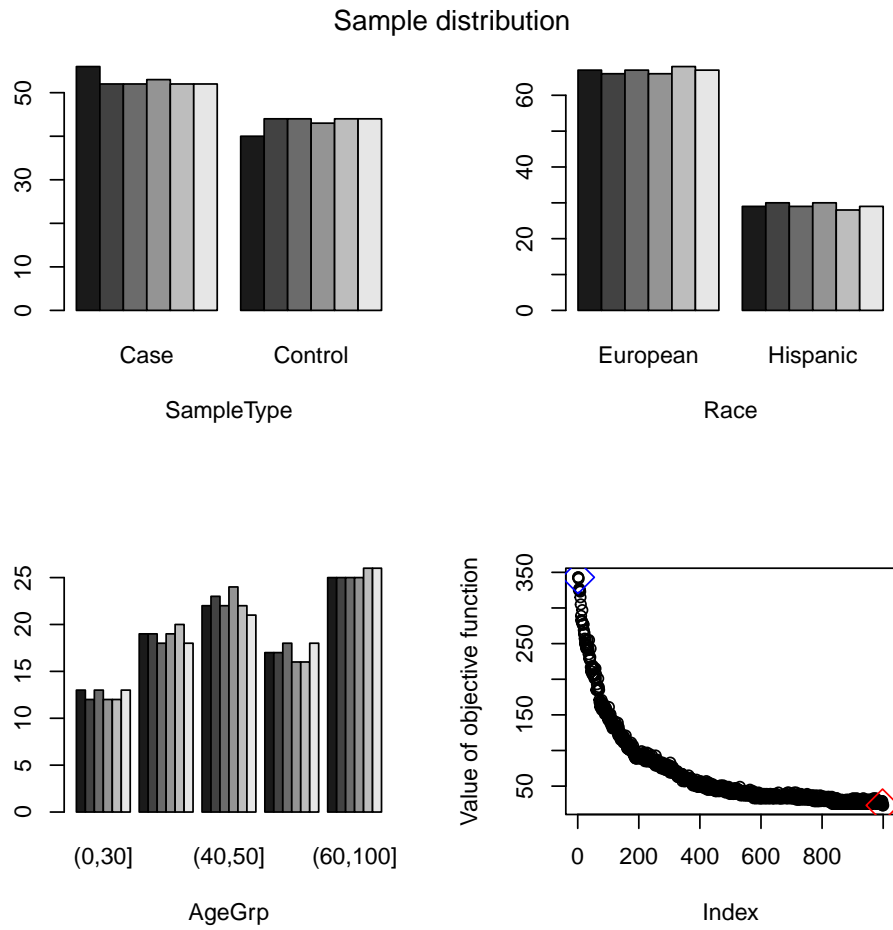 Sample distribution
0 10 30 50
Case Control
SampleType
0 20 40 60
European Hispanic
Race
0 5 10 15 20 25
(0,30] (40,50] (60,100]
AgeGrp
Value of objective function
50 150 250 350
0 200 400 600 800
Index